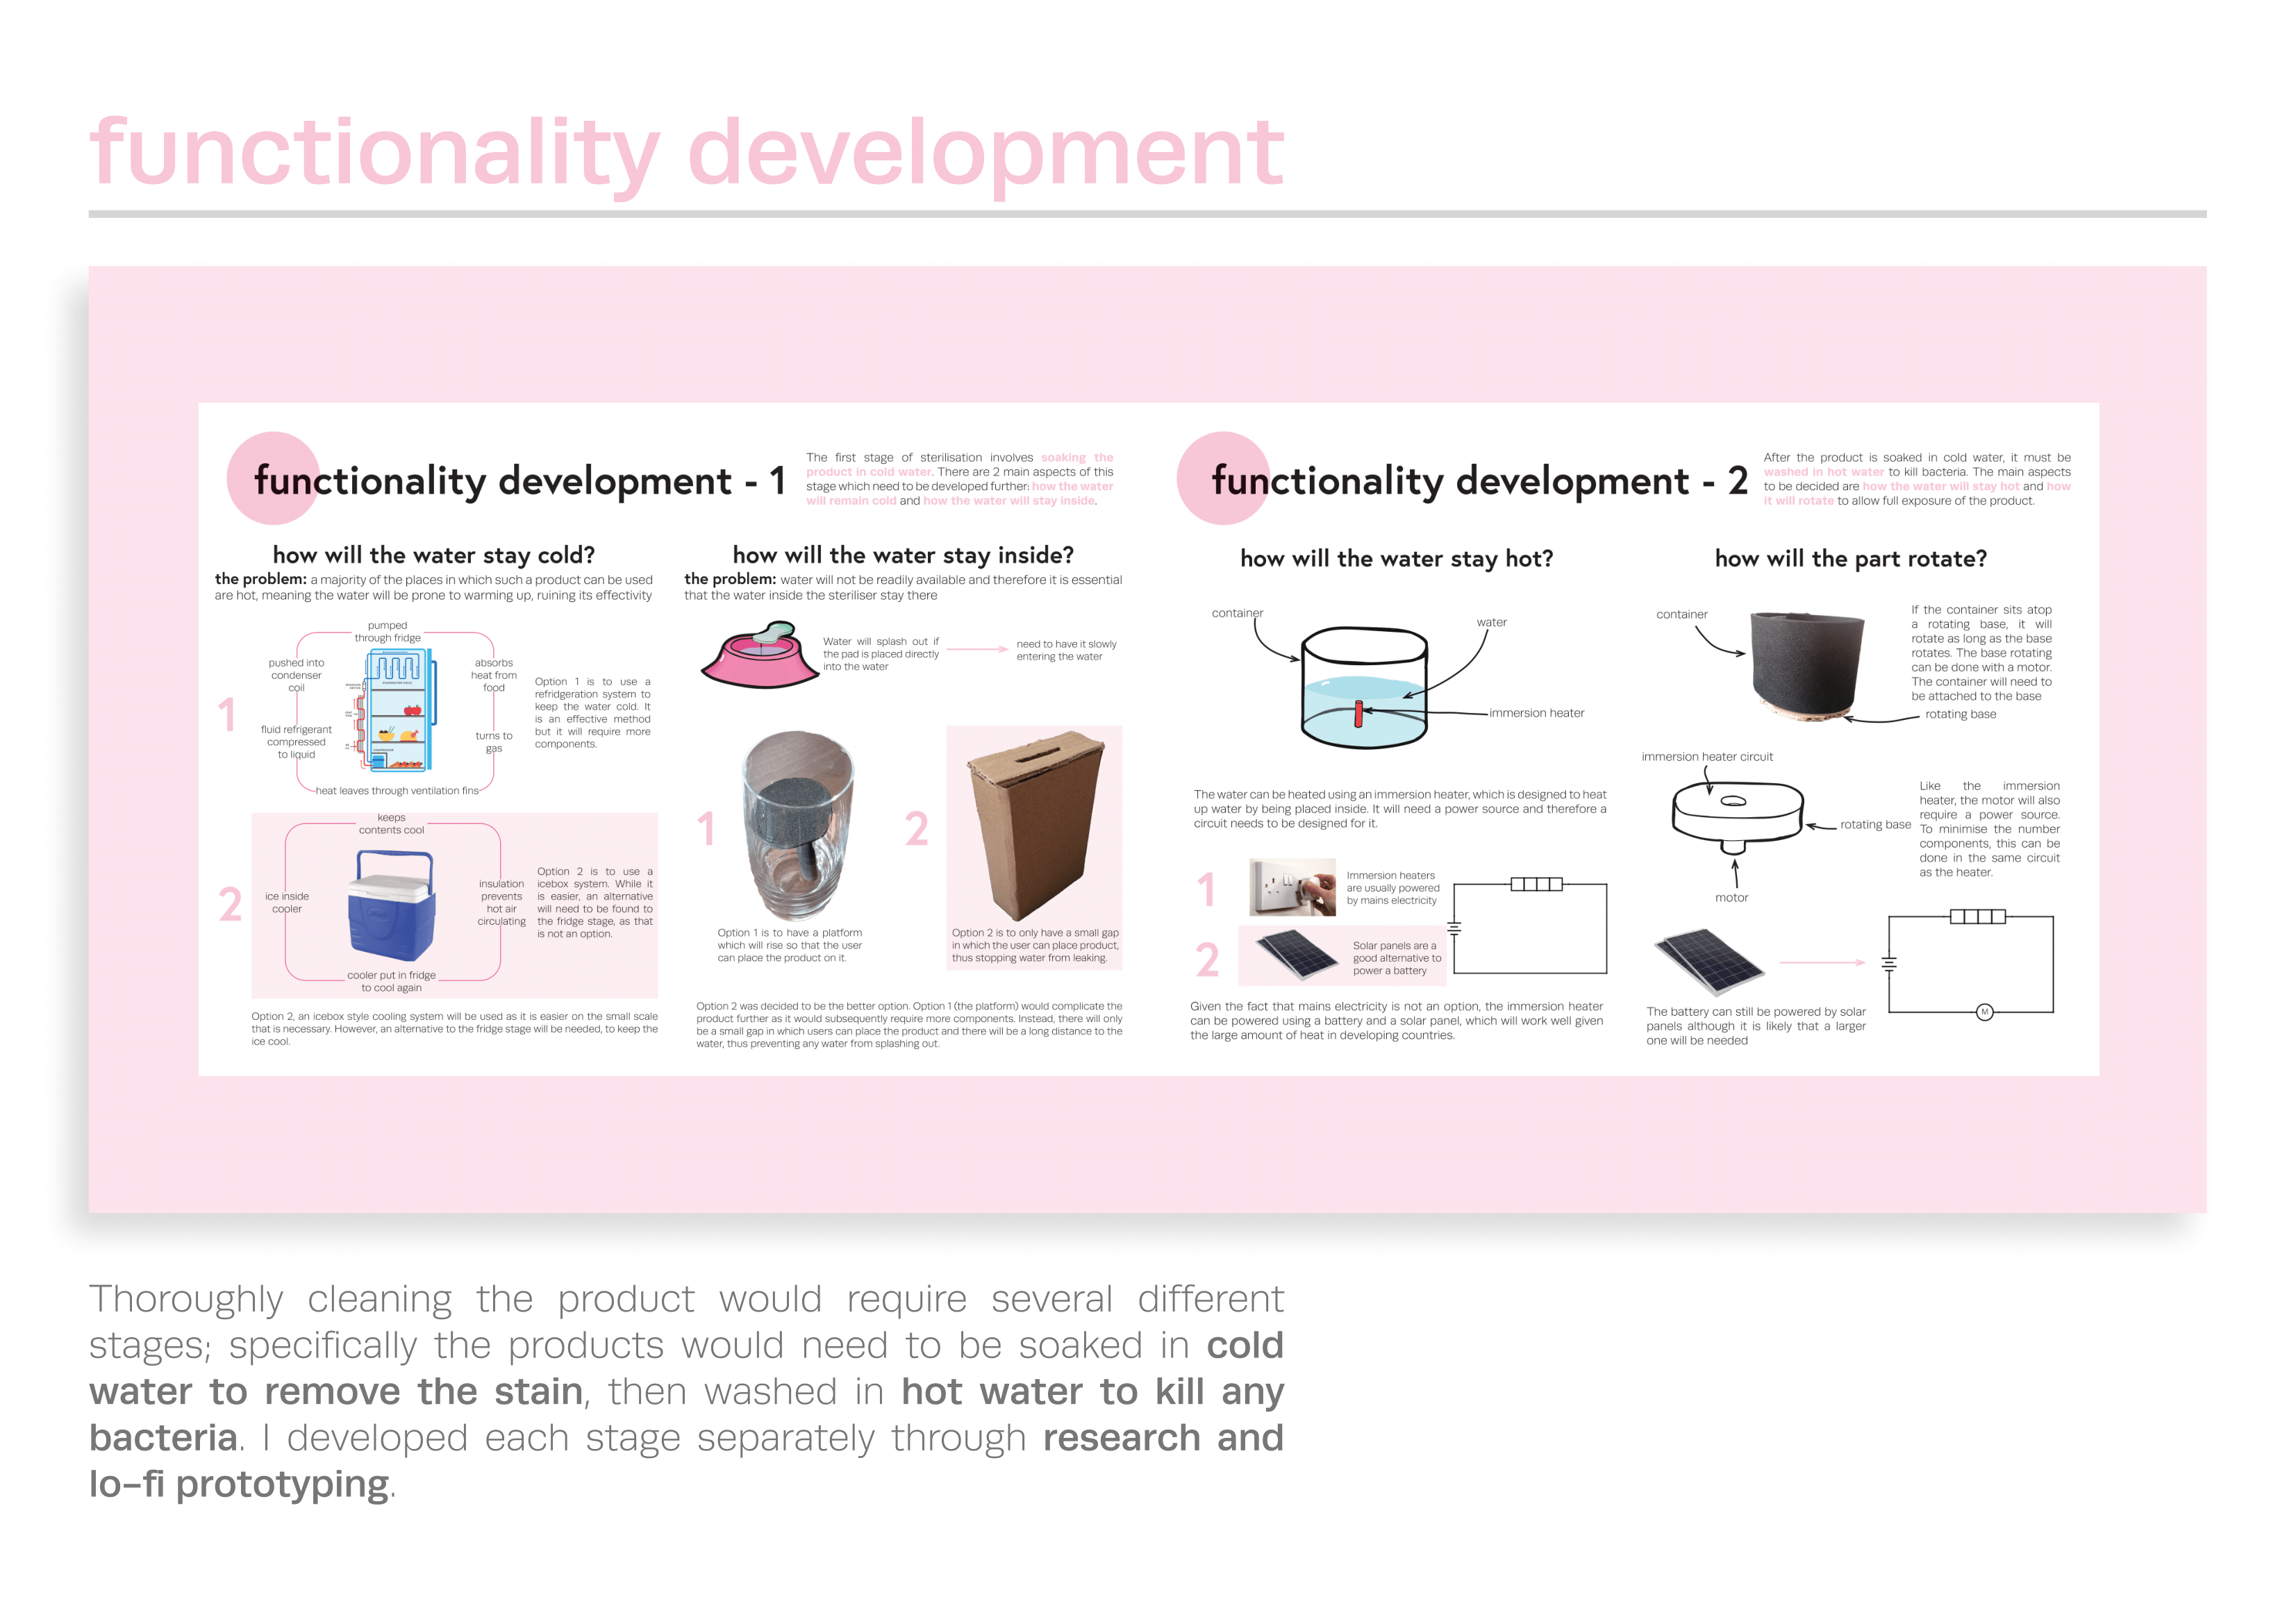 functionality development
functionality development - 1
The first stage of sterilisation involves soaking the
product in cold water. There are 2 main aspects of this
stage which need to be developed further: how the water
will remain cold and how the water will stay inside.
how will the water stay cold?
the problem: a majority of the places in which such a product can be used
are hot, meaning the water will be prone to warming up, ruining its effectivity
1
pumped
through fridge
pushed into
condenser
coil
absorbs
heat from
food
fluid refrigerant
compressed
to liquid
turns to
gas
heat leaves through ventilation fins
Option 1 is to use a
refridgeration system to
keep the water cold. It
is an effective method
but it will require more
components.
2
keeps
contents cool
ice inside
cooler
insulation
prevents
hot air
circulating
cooler put in fridge
to cool again
Option 2 is to use a
icebox system. While it
is easier, an alternative
will need to be found to
the fridge stage, as that
is not an option.
Option 2, an icebox style cooling system will be used as it is easier on the small scale
that is necessary. However, an alternative to the fridge stage will be needed, to keep the
ice cool.
how will the water stay inside?
the problem: water will not be readily available and therefore it is essential
that the water inside the steriliser stay there
Water will splash out if
the pad is placed directly
into the water
need to have it slowly
entering the water
1
2
Option 1 is to have a platform
which will rise so that the user
can place the product on it.
Option 2 is to only have a small gap
in which the user can place product,
thus stopping water from leaking.
Option 2 was decided to be the better option. Option 1 (the platform) would complicate the
product further as it would subsequently require more components. Instead, there will only
be a small gap in which users can place the product and there will be a long distance to the
water, thus preventing any water from splashing out.
functionality development - 2
After the product is soaked in cold water, it must be
washed in hot water to kill bacteria. The main aspects
to be decided are how the water will stay hot and how
it will rotate to allow full exposure of the product.
how will the water stay hot?
container
water
immersion heater
The water can be heated using an immersion heater, which is designed to heat
up water by being placed inside. It will need a power source and therefore a
circuit needs to be designed for it.
1
Immersion heaters
are usually powered
by mains electricity
2
Solar panels are a
good alternative to
power a battery
Given the fact that mains electricity is not an option, the immersion heater
can be powered using a battery and a solar panel, which will work well given
the large amount of heat in developing countries.
how will the part rotate?
container
rotating base
If the container sits atop
a rotating base, it will
rotate as long as the base
rotates. The base rotating
can be done with a motor.
The container will need to
be attached to the base
immersion heater circuit
rotating base
motor
Like the immersion
heater, the motor will also
require a power source.
To minimise the number
components, this can be
done in the same circuit
as the heater.
M
The battery can still be powered by solar
panels although it is likely that a larger
one will be needed
Thoroughly cleaning the product would require several different
stages; specifically the products would need to be soaked in cold
water to remove the stain, then washed in hot water to kill any
bacteria. I developed each stage separately through research and
lo-fi prototyping.